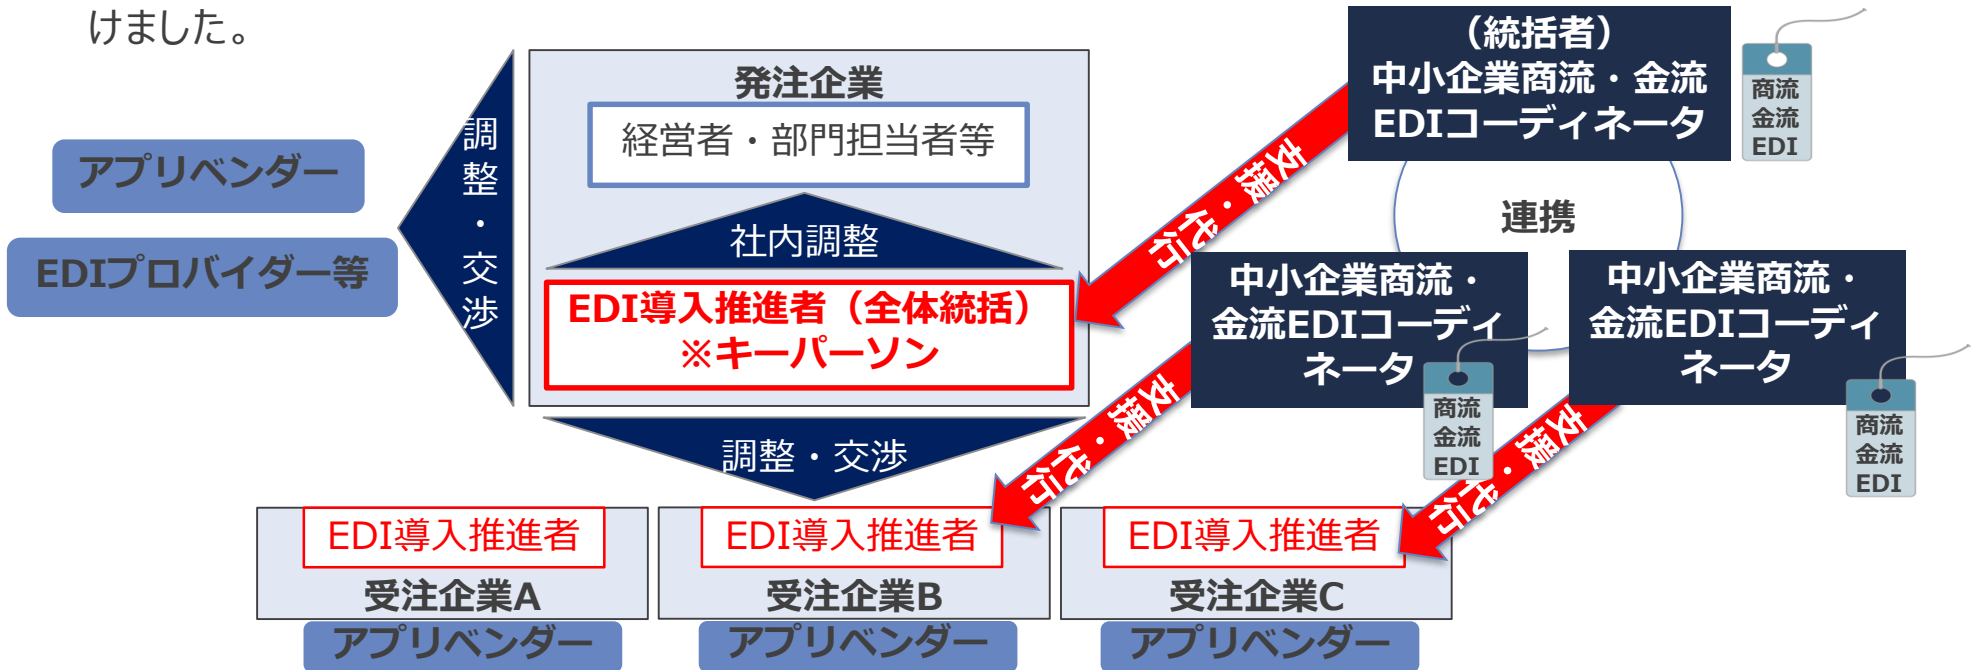 けました。
発注企業
経営者・部門担当者等
社内調整
EDI導入推進者（全体統括）
※キーパーソン
調整・交渉
アプリベンダー
EDIプロバイダー等
調整・交渉
EDI導入推進者
受注企業A
アプリベンダー
EDI導入推進者
受注企業B
アプリベンダー
EDI導入推進者
受注企業C
アプリベンダー
（統括者）
中小企業商流・金流
EDIコーディネータ
商流
金流
EDI
連携
中小企業商流・
金流EDIコーディ
ネータ
商流
金流
EDI
中小企業商流・
金流EDIコーディ
ネータ
商流
金流
EDI
支援・代行
支援・代行
支援・代行